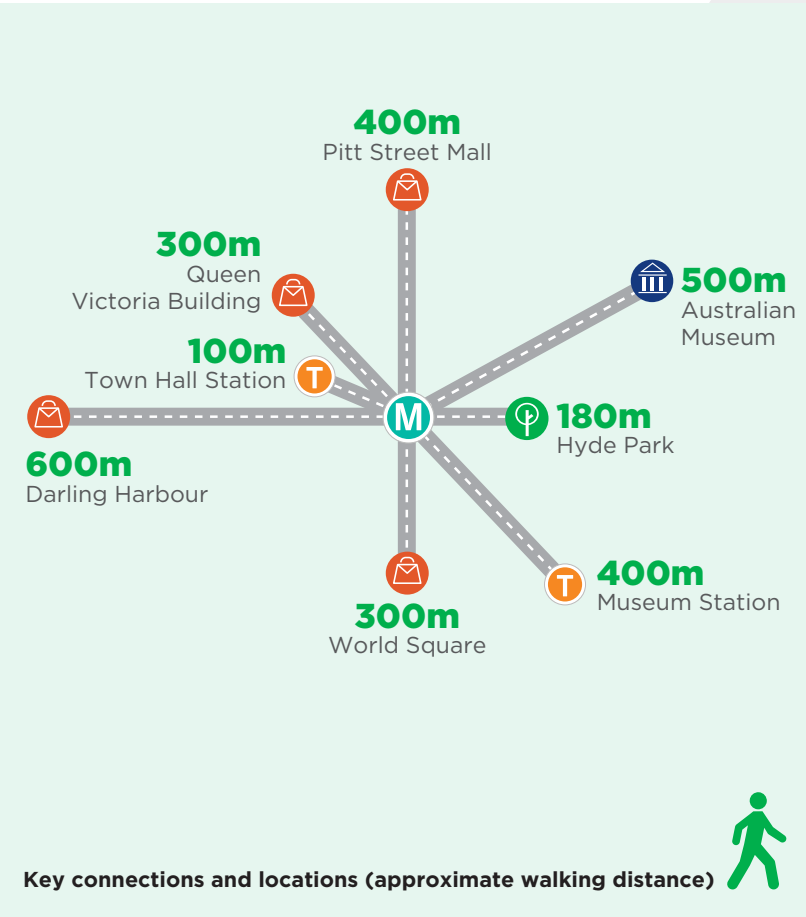 400m
Pitt Street Mall
300m
Queen
Victoria Building
500m
Australian
Museum
100m
Town Hall Station
T
M
180m
Hyde Park
600m
Darling Harbour
T
400m
Museum Station
300m
World Square
Key connections and locations (approximate walking distance)